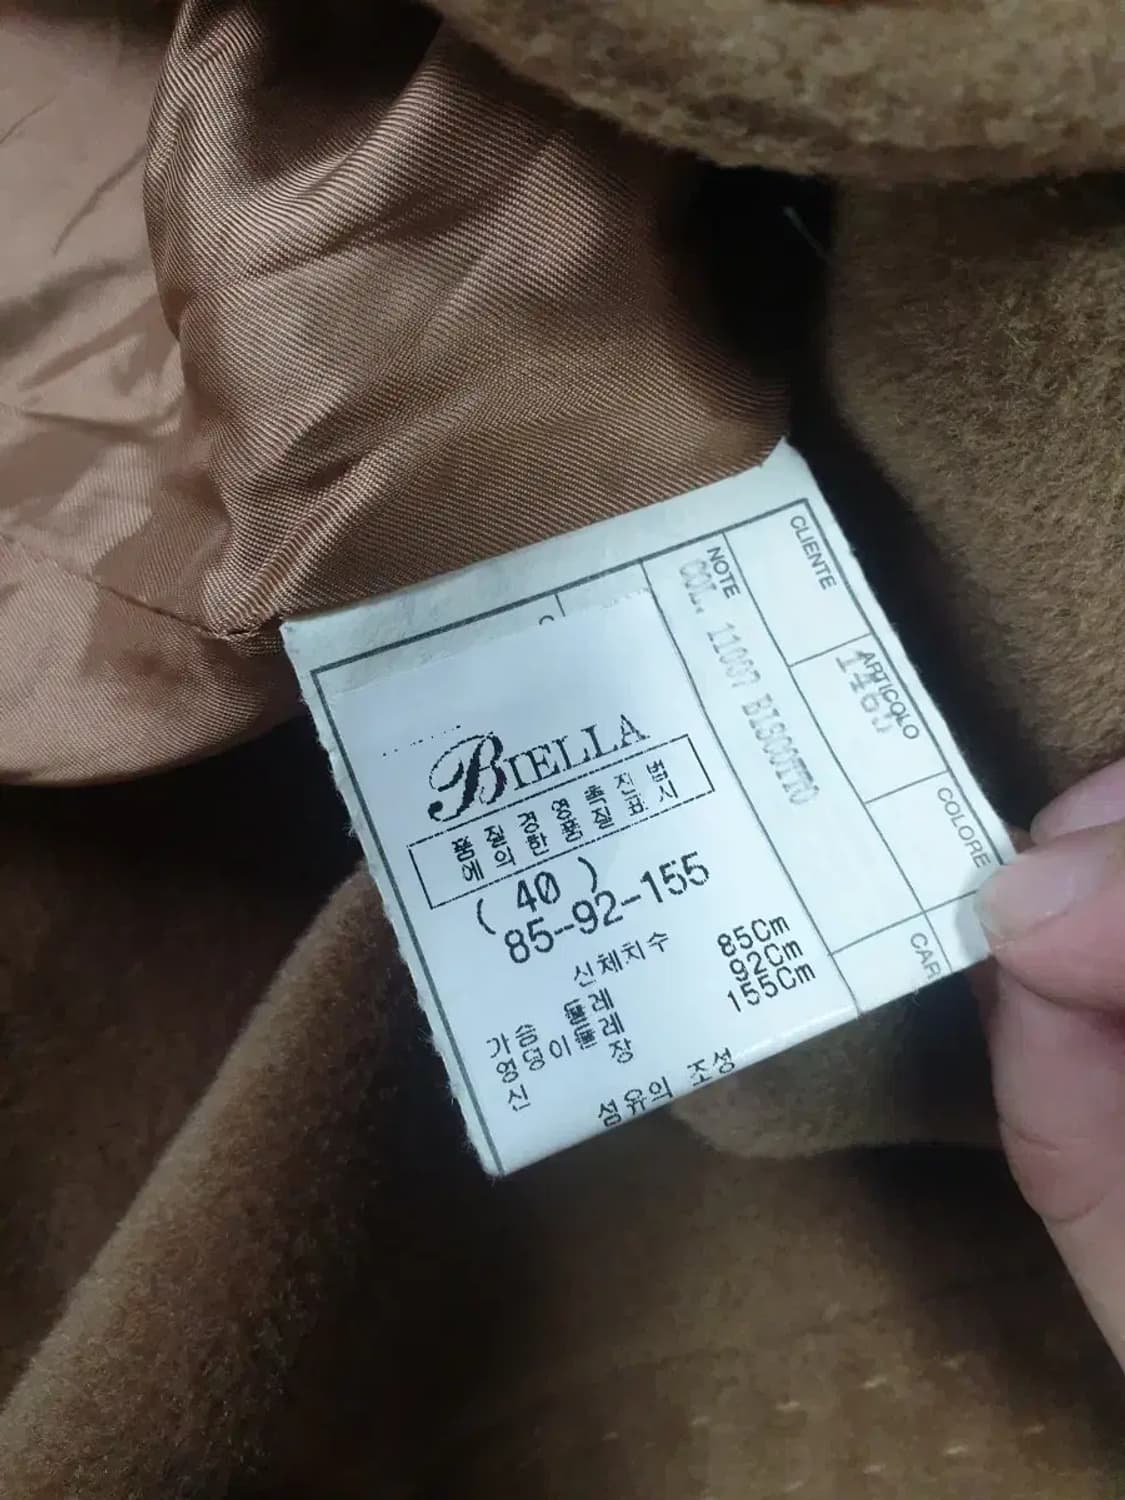 CLIENTE
ARTICOLO
1465
COLORE
CAR
NOTE
COL. 11007 BISCOTTO
BIELLA
품질경영촉진법
에의한품질표시
( 40 )
85-92-155
신체치수
가슴둘레 85Cm
엉덩이둘레 92Cm
신장 155Cm
섬유의 조성